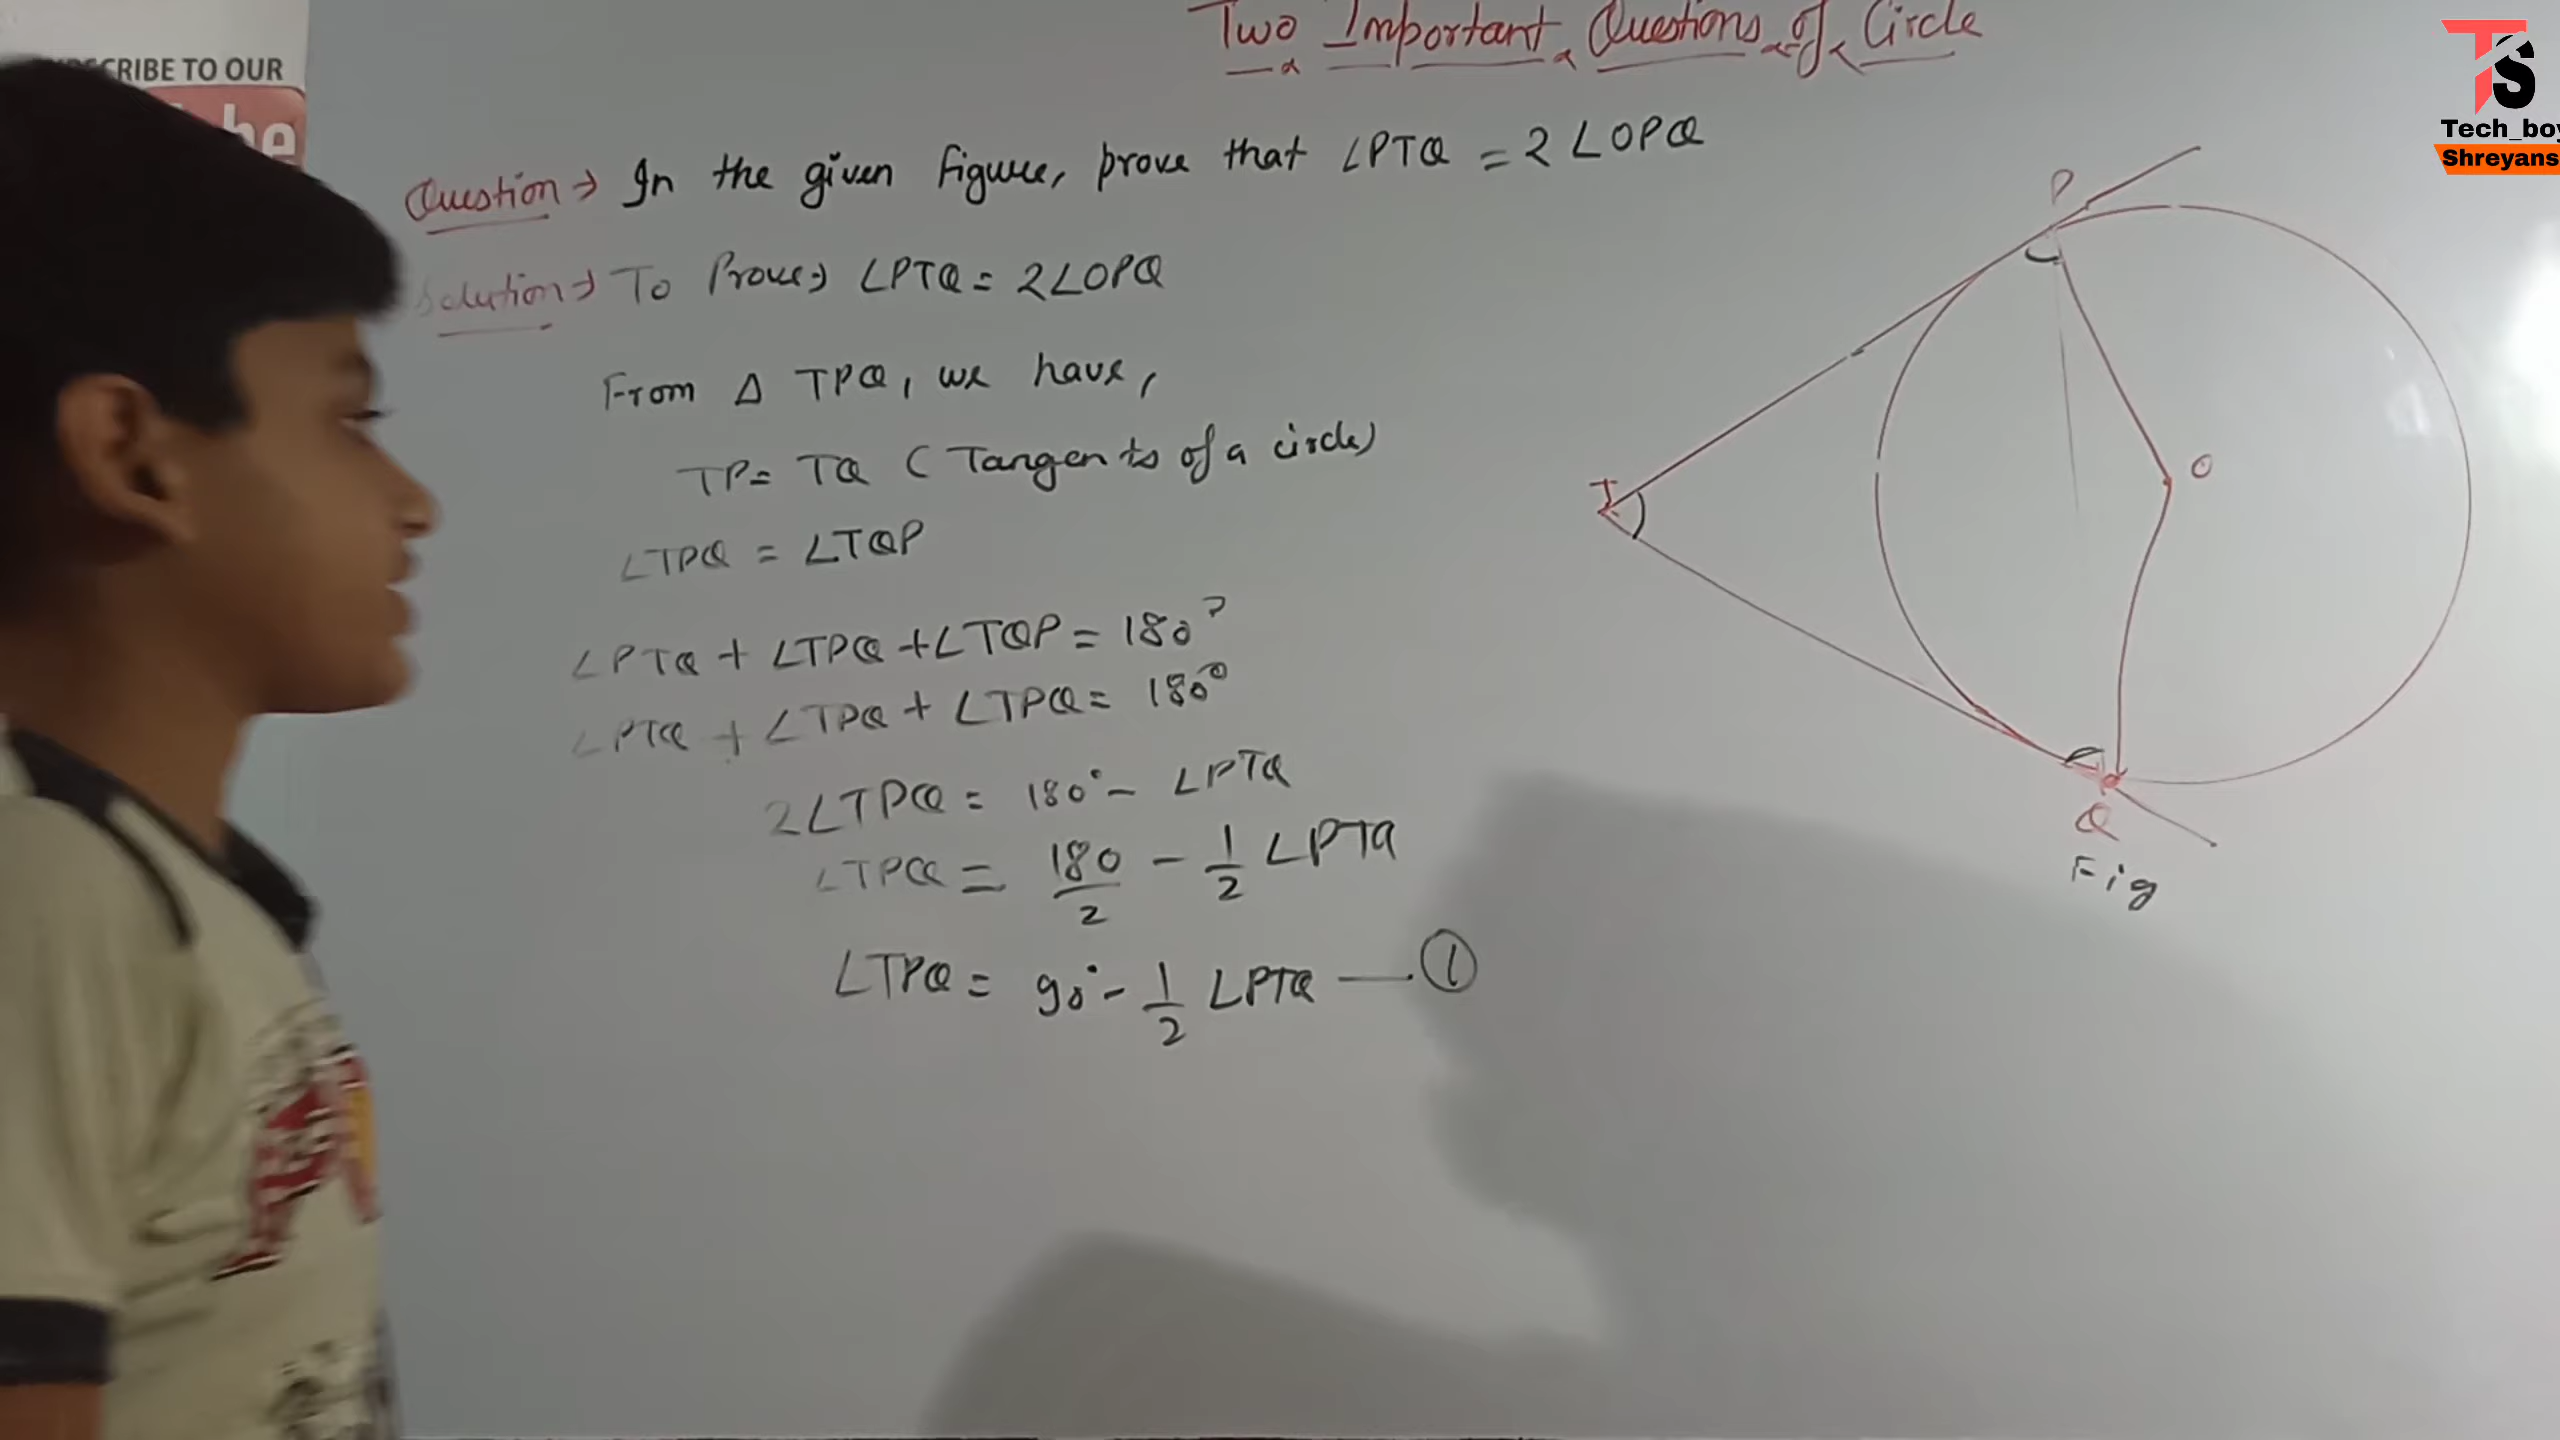 Two Important Questions of Circle
SCRIBE TO OUR
be
TS
Tech_boy
Shreyans
Question → In the given figure, prove that ∠PTQ = 2∠OPQ
Solution → To Prove → ∠PTQ = 2∠OPQ
From Δ TPQ, we have,
TP = TQ (Tangents of a circle)
∠TPQ = ∠TQP
∠PTQ + ∠TPQ + ∠TQP = 180°
∠PTQ + ∠TPQ + ∠TPQ = 180°
2∠TPQ = 180° - ∠PTQ
∠TPQ = 180/2 - 1/2 ∠PTQ
∠TPQ = 90° - 1/2 ∠PTQ — ①
P
T
O
Q
Fig